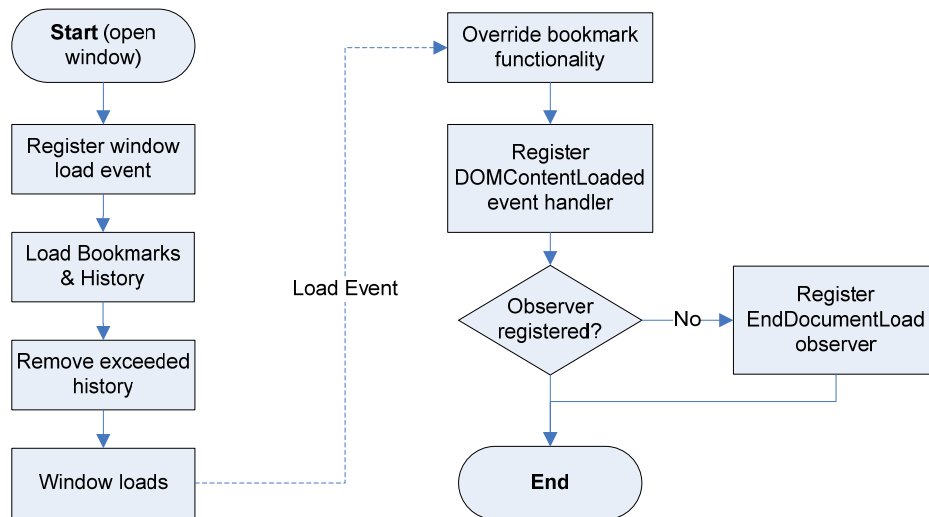 Start (open
window)
Register window
load event
Load Bookmarks
& History
Remove exceeded
history
Window loads
Load Event
Override bookmark
functionality
Register
DOMContentLoaded
event handler
Observer
registered?
No
Register
EndDocumentLoad
observer
End